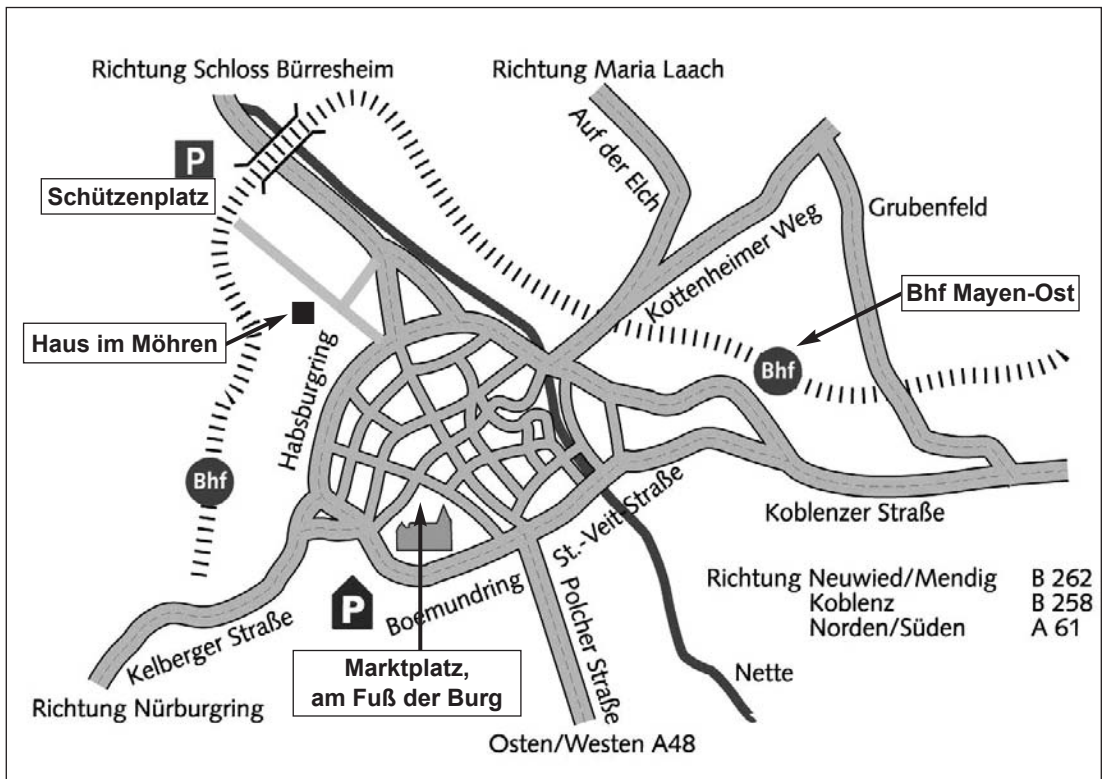 Richtung Schloss Bürresheim
Richtung Maria Laach
Auf der Elch
P
Schützenplatz
Grubenfeld
Kottenheimer Weg
Bhf Mayen-Ost
Haus im Möhren
Habsburgring
Bhf
Bhf
Koblenzer Straße
St.-Veit-Straße
Richtung Neuwied/Mendig B 262
Koblenz B 258
Norden/Süden A 61
P
Boemundring
Polcher Straße
Kelberger Straße
Marktplatz,
am Fuß der Burg
Nette
Richtung Nürburgring
Osten/Westen A48